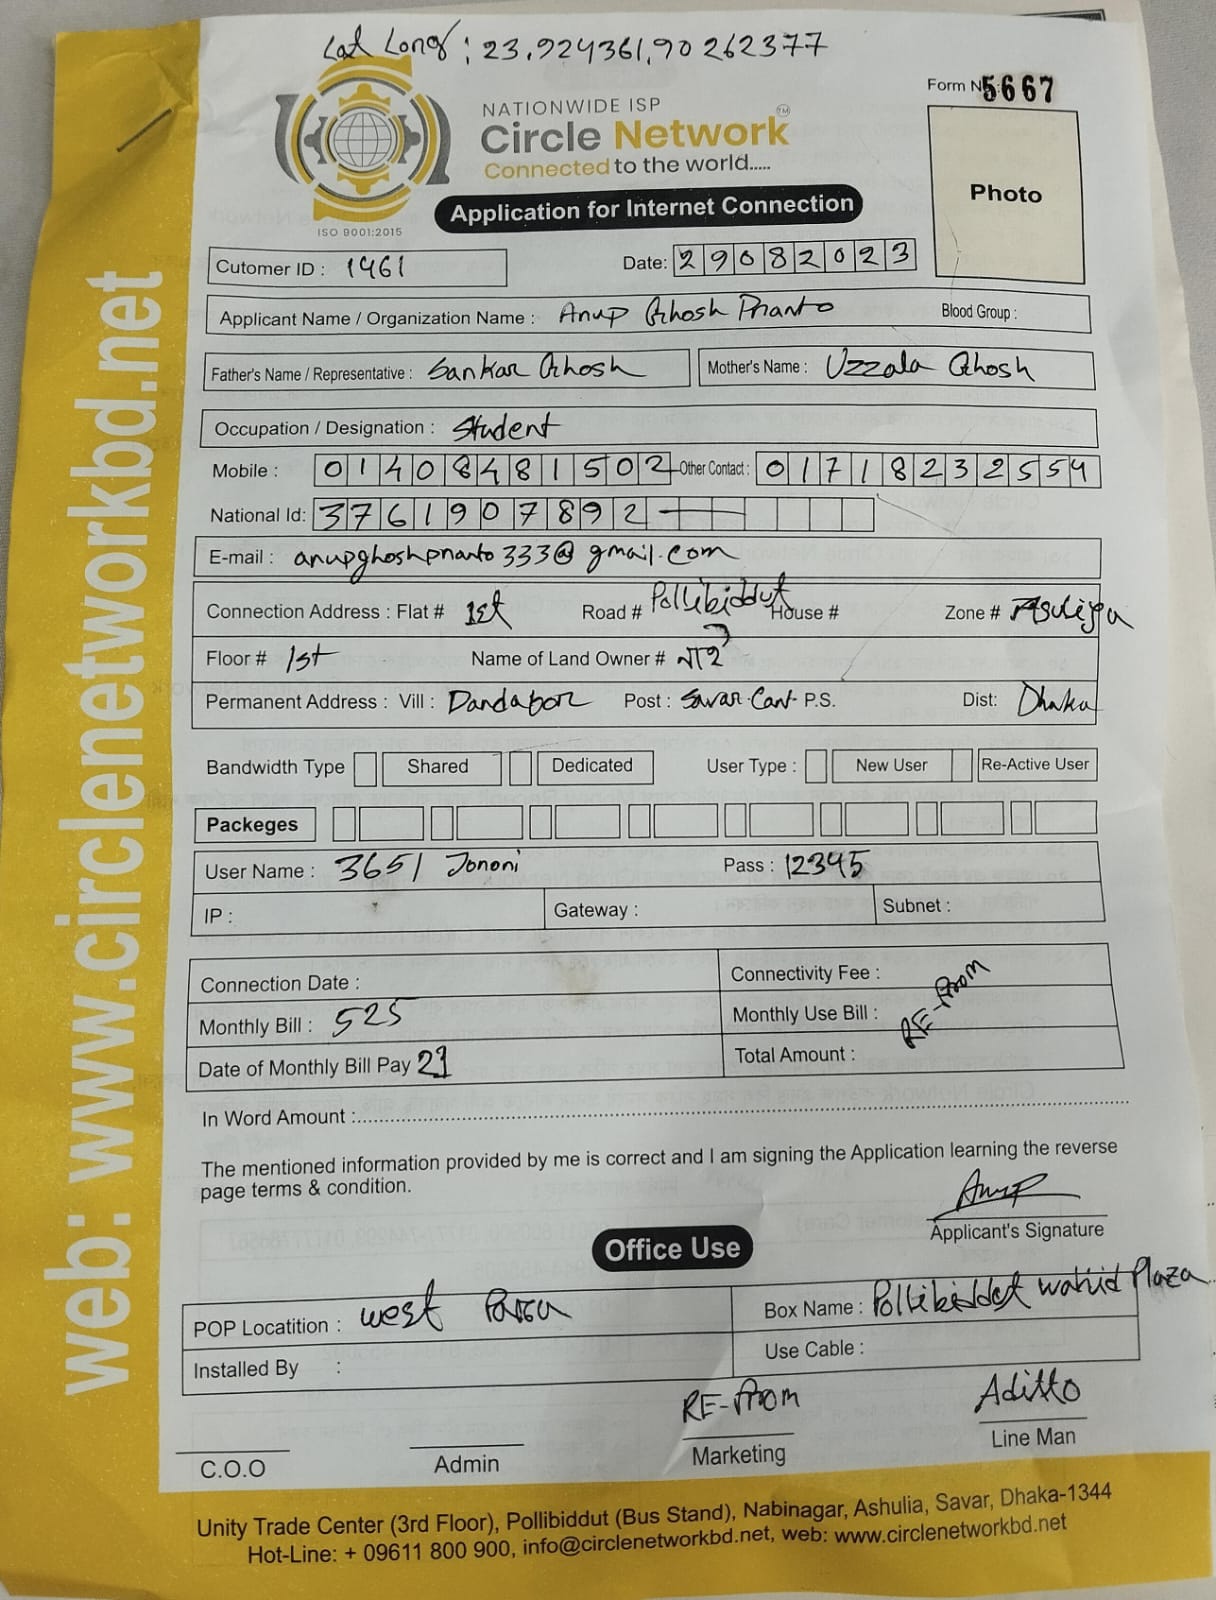 Lat Long: 23.924361,90262377
Form No: 5667
NATIONWIDE ISP
Circle Network TM
Connected to the world.....
ISO 9001:2015
Application for Internet Connection
Photo
Cutomer ID : 1461 Date: 29082023
Applicant Name / Organization Name : Anup Ghosh Pranto Blood Group :
Father's Name / Representative : Sankar Ghosh Mother's Name : Uzzala Ghosh
Occupation / Designation : Student
Mobile : 01408481502 Other Contact : 01718232554
National Id: 3761907892
E-mail : anupghoshpranto333@gmail.com
Connection Address : Flat # 1st Road # Pollibiddut House # Zone # Asuliya
Floor # 1st Name of Land Owner #
Permanent Address : Vill : Dandabor Post : Savar Cant P.S. Dist: Dhaka
Bandwidth Type Shared Dedicated User Type : New User Re-Active User
Packeges
User Name : 3651 Jononi Pass : 12345
IP : Gateway : Subnet :
Connection Date : Connectivity Fee :
Monthly Bill : 525 Monthly Use Bill : RE-from
Date of Monthly Bill Pay 21 Total Amount :
In Word Amount :
The mentioned information provided by me is correct and I am signing the Application learning the reverse
page terms & condition.
Anup
Applicant's Signature
Office Use
POP Locatition : west Box Name : Pollibiddut wahid Plaza
Installed By : Use Cable :
RE-from Aditto
C.O.O Admin Marketing Line Man
Unity Trade Center (3rd Floor), Pollibiddut (Bus Stand), Nabinagar, Ashulia, Savar, Dhaka-1344
Hot-Line: + 09611 800 900, info@circlenetworkbd.net, web: www.circlenetworkbd.net
web: www.circlenetworkbd.net